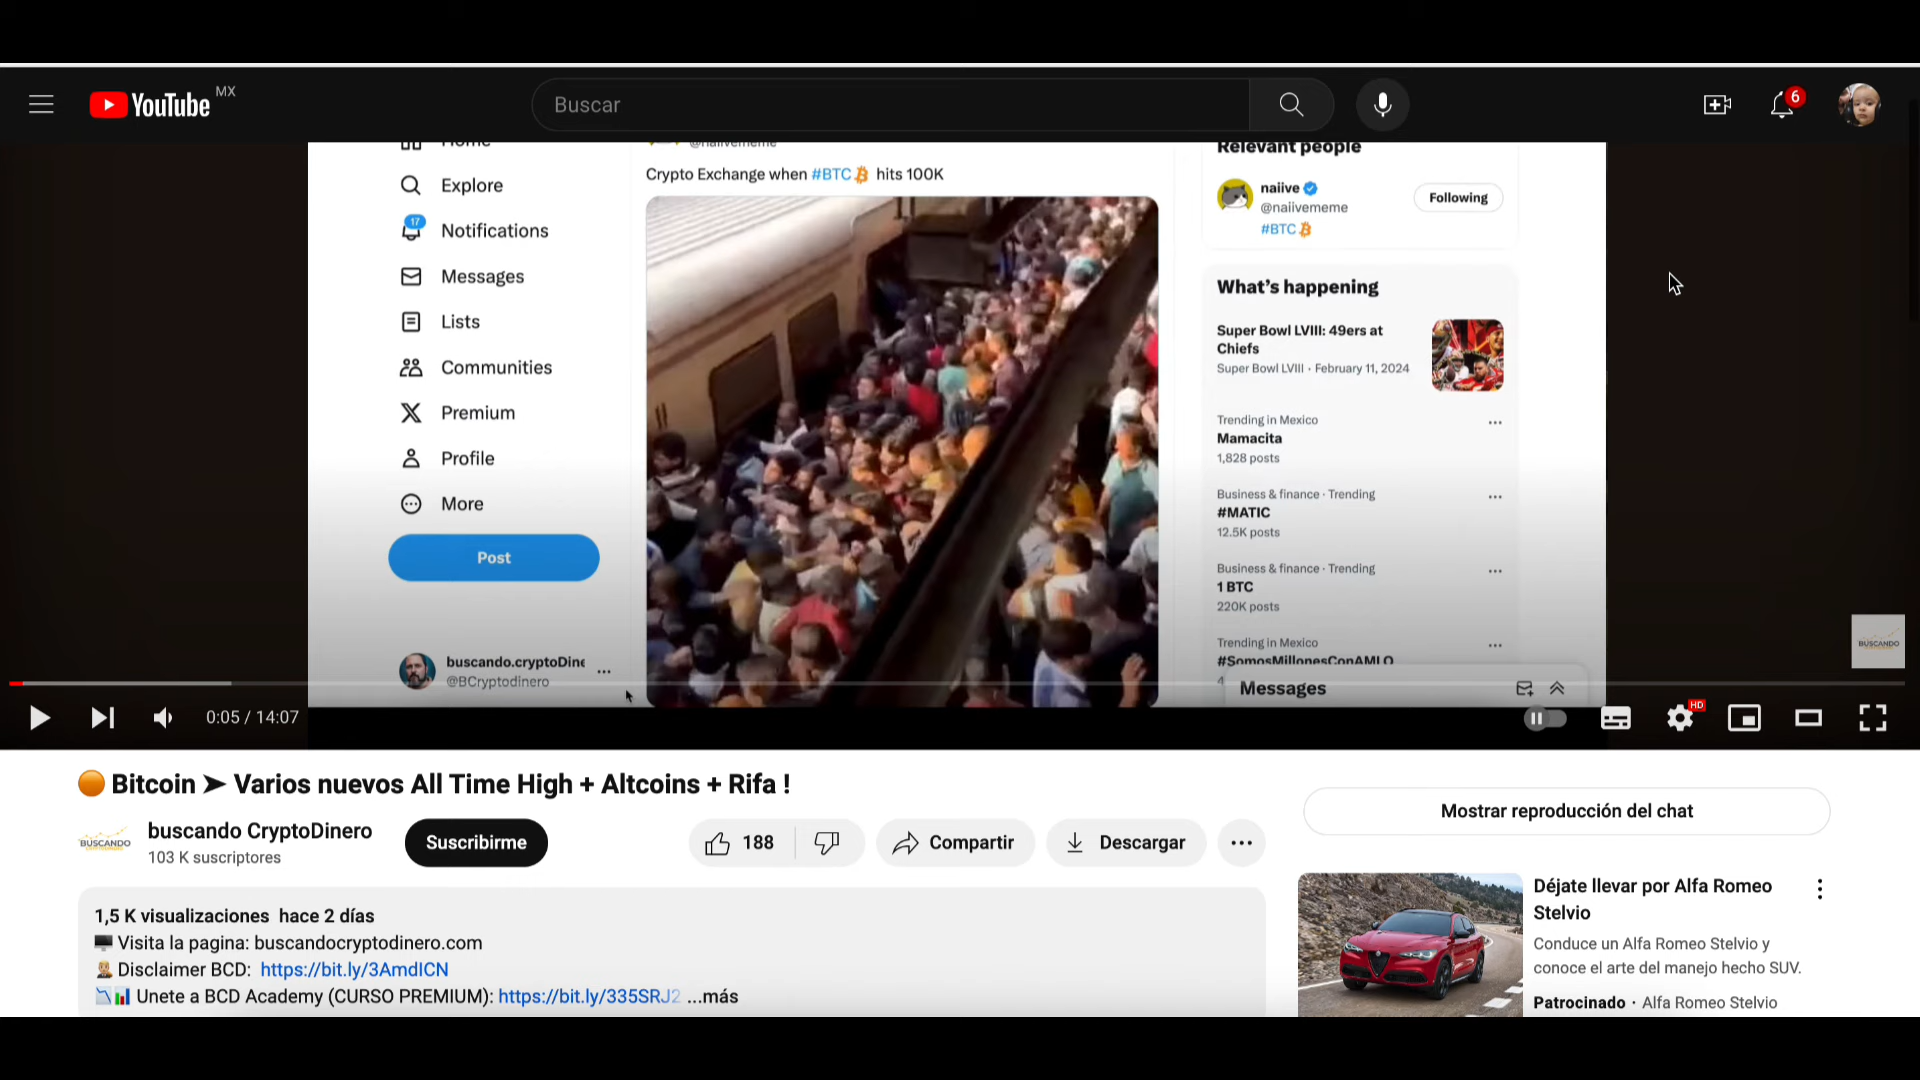 YouTube MX
Buscar
6
Home
@naiivememe
Crypto Exchange when #BTC hits 100K
Explore
17
Notifications
Messages
Lists
Communities
Premium
Profile
More
Post
buscando.cryptoDine
@BCryptodinero
Relevant people
naiive
@naiivememe
Following
#BTC
What's happening
Super Bowl LVIII: 49ers at
Chiefs
Super Bowl LVIII · February 11, 2024
Trending in Mexico
Mamacita
1,828 posts
Business & finance · Trending
#MATIC
12.5K posts
Business & finance · Trending
1 BTC
220K posts
Trending in Mexico
#SomosMillonesConAMLO
4
Messages
BUSCANDO
0:05 / 14:07
HD
Bitcoin ➤ Varios nuevos All Time High + Altcoins + Rifa !
BUSCANDO
buscando CryptoDinero
103 K suscriptores
Suscribirme
188
Compartir
Descargar
1,5 K visualizaciones hace 2 días
Visita la pagina: buscandocryptodinero.com
Disclaimer BCD: https://bit.ly/3AmdICN
Unete a BCD Academy (CURSO PREMIUM): https://bit.ly/335SRJ2 ...más
Mostrar reproducción del chat
Déjate llevar por Alfa Romeo
Stelvio
Conduce un Alfa Romeo Stelvio y
conoce el arte del manejo hecho SUV.
Patrocinado · Alfa Romeo Stelvio